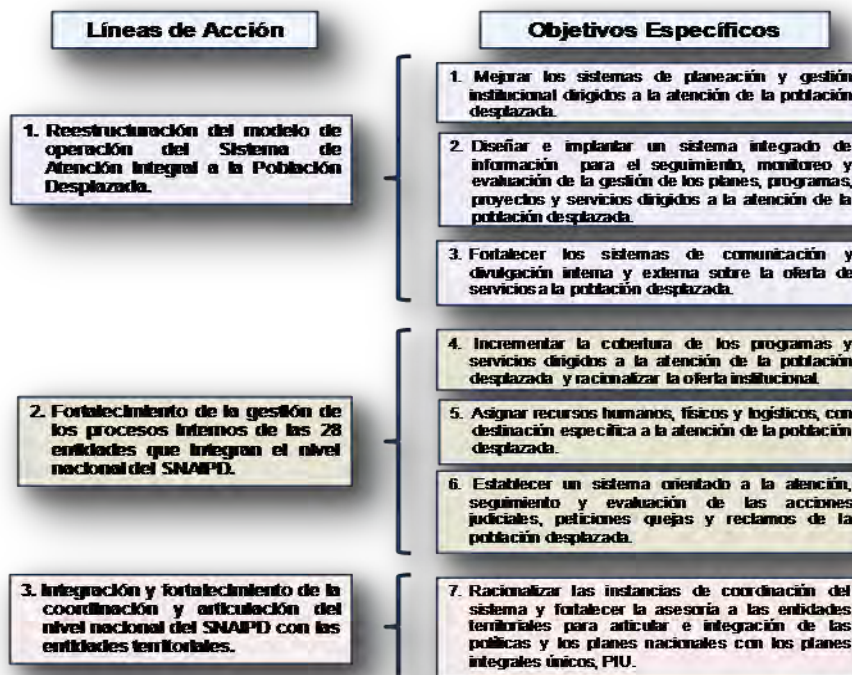 Líneas de Acción
Objetivos Específicos
1. Reestructuración del modelo de
operación del Sistema de
Atención Integral a la Población
Desplazada.
1. Mejorar los sistemas de planeación y gestión
institucional dirigidos a la atención de la población
desplazada.
2. Diseñar e implantar un sistema integrado de
información para el seguimiento, monitoreo y
evaluación de la gestión de los planes, programas,
proyectos y servicios dirigidos a la atención de la
población desplazada.
3. Fortalecer los sistemas de comunicación y
divulgación interna y externa sobre la oferta de
servicios a la población desplazada.
2. Fortalecimiento de la gestión de
los procesos internos de las 28
entidades que integran el nivel
nacional del SNAIPD.
4. Incrementar la cobertura de los programas y
servicios dirigidos a la atención de la población
desplazada y racionalizar la oferta institucional.
5. Asignar recursos humanos, físicos y logísticos, con
destinación específica a la atención de la población
desplazada.
6. Establecer un sistema orientado a la atención,
seguimiento y evaluación de las acciones
judiciales, peticiones quejas y reclamos de la
población desplazada.
3. Integración y fortalecimiento de la
coordinación y articulación del
nivel nacional del SNAIPD con las
entidades territoriales.
7. Racionalizar las instancias de coordinación del
sistema y fortalecer la asesoría a las entidades
territoriales para articular e integración de las
políticas y los planes nacionales con los planes
integrales únicos, PIU.